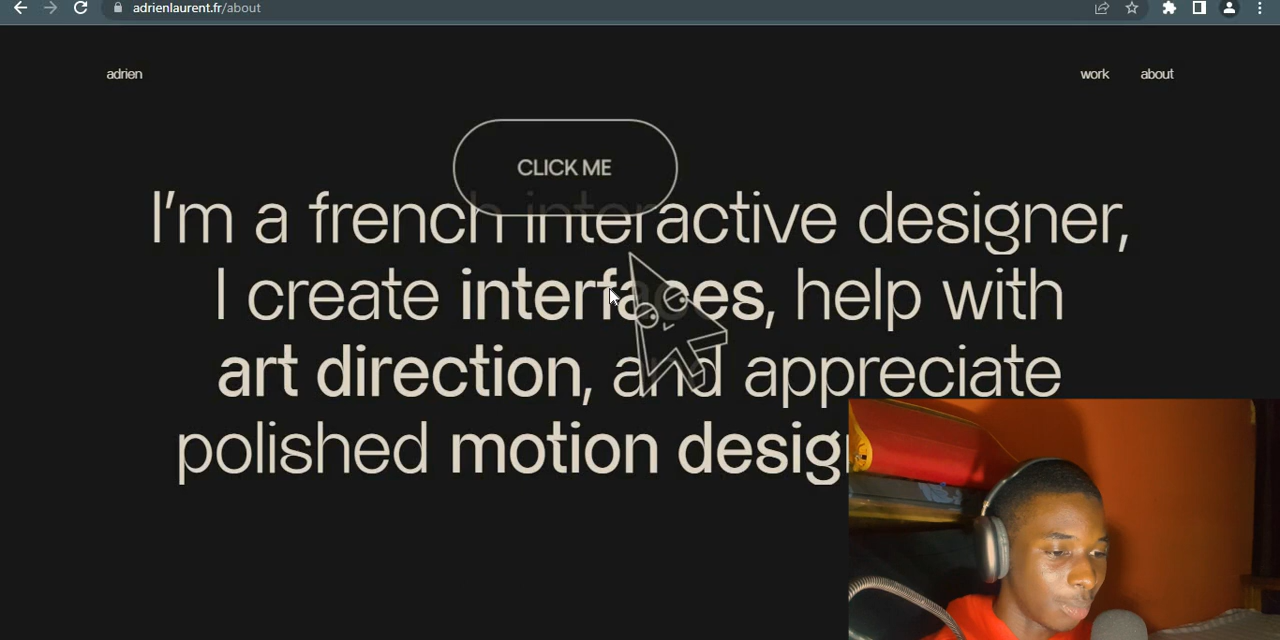 adrienlaurent.fr/about
adrien
work about
CLICK ME
I'm a french interactive designer,
I create interfaces, help with
art direction, and appreciate
polished motion desig